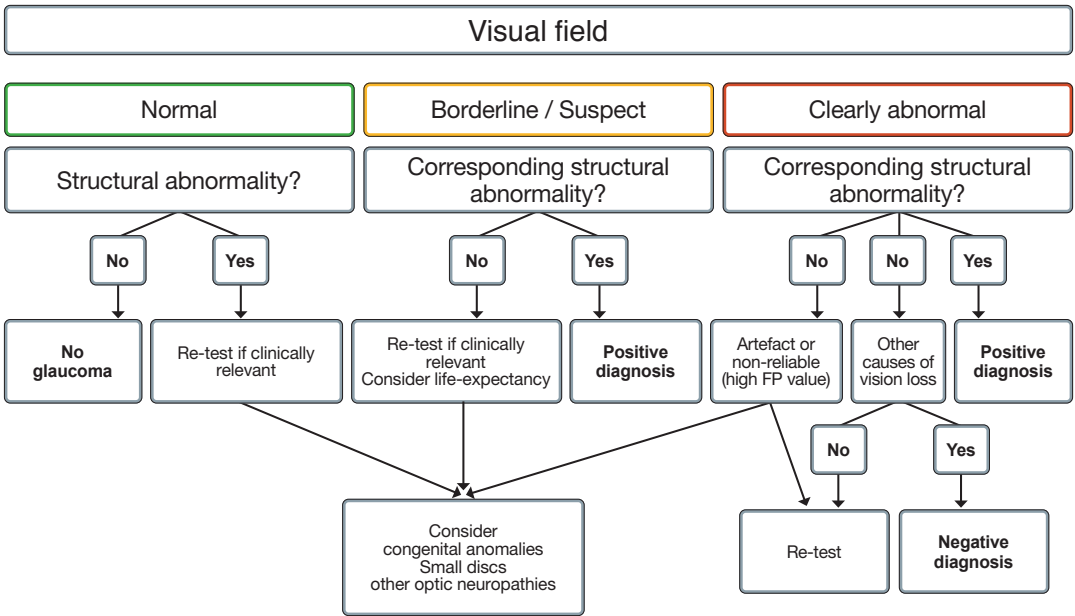 Visual field
Normal
Borderline / Suspect
Clearly abnormal
Structural abnormality?
Corresponding structural
abnormality?
Corresponding structural
abnormality?
No
Yes
No
Yes
No
No
Yes
No
glaucoma
Re-test if clinically
relevant
Re-test if clinically
relevant
Consider life-expectancy
Positive
diagnosis
Artefact or
non-reliable
(high FP value)
Other
causes of
vision loss
Positive
diagnosis
No
Yes
Consider
congenital anomalies
Small discs
other optic neuropathies
Re-test
Negative
diagnosis